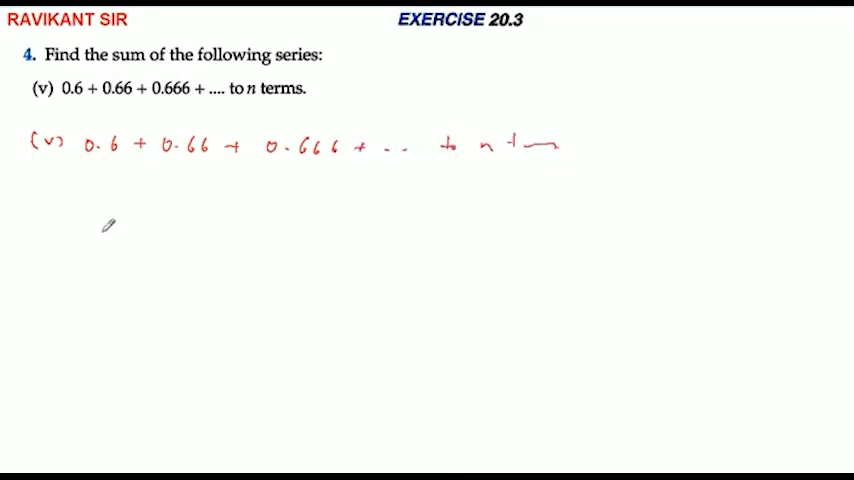 RAVIKANT SIR EXERCISE 20.3
4. Find the sum of the following series:
(v) 0.6 + 0.66 + 0.666 + .... to n terms.
(v) 0.6 + 0.66 + 0.666 + ... to n